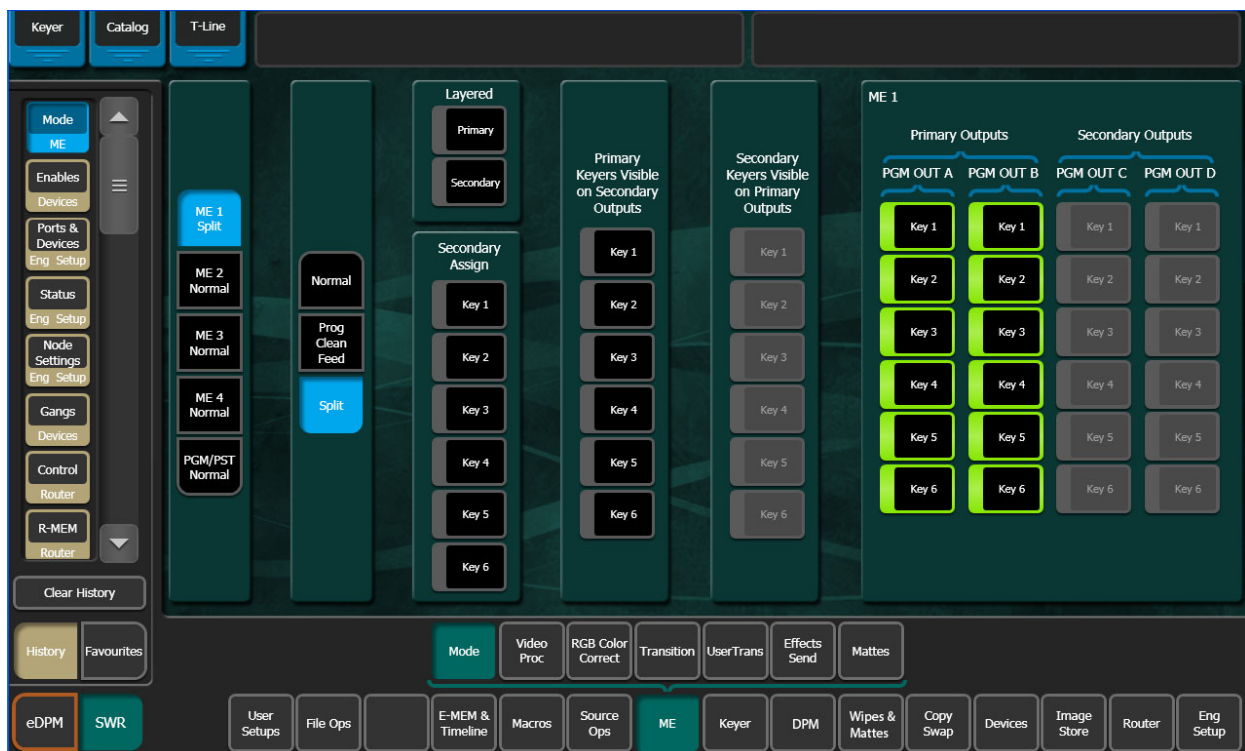 Keyer
Catalog
T-Line
Mode
ME
Enables
Devices
Ports &
Devices
Eng Setup
Status
Eng Setup
Node
Settings
Eng Setup
Gangs
Devices
Control
Router
R-MEM
Router
Clear History
History
Favourites
ME 1
Split
ME 2
Normal
ME 3
Normal
ME 4
Normal
PGM/PST
Normal
Normal
Prog
Clean
Feed
Split
Layered
Primary
Secondary
Secondary
Assign
Key 1
Key 2
Key 3
Key 4
Key 5
Key 6
Primary
Keyers Visible
on Secondary
Outputs
Key 1
Key 2
Key 3
Key 4
Key 5
Key 6
Secondary
Keyers Visible
on Primary
Outputs
Key 1
Key 2
Key 3
Key 4
Key 5
Key 6
ME 1
Primary Outputs
Secondary Outputs
PGM OUT A
PGM OUT B
PGM OUT C
PGM OUT D
Key 1
Key 1
Key 1
Key 1
Key 2
Key 2
Key 2
Key 2
Key 3
Key 3
Key 3
Key 3
Key 4
Key 4
Key 4
Key 4
Key 5
Key 5
Key 5
Key 5
Key 6
Key 6
Key 6
Key 6
Mode
Video
Proc
RGB Color
Correct
Transition
UserTrans
Effects
Send
Mattes
eDPM
SWR
User
Setups
File Ops
E-MEM &
Timeline
Macros
Source
Ops
ME
Keyer
DPM
Wipes &
Mattes
Copy
Swap
Devices
Image
Store
Router
Eng
Setup